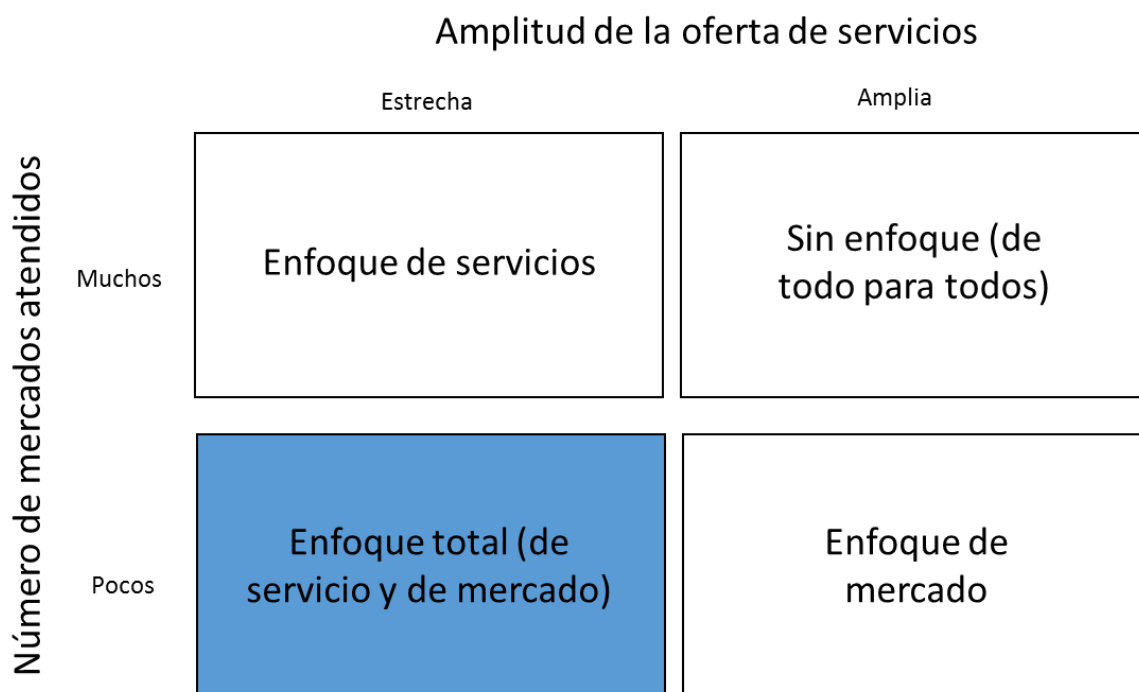 Amplitud de la oferta de servicios
Estrecha
Amplia
Número de mercados atendidos
Muchos
Enfoque de servicios
Sin enfoque (de
todo para todos)
Pocos
Enfoque total (de
servicio y de mercado)
Enfoque de
mercado